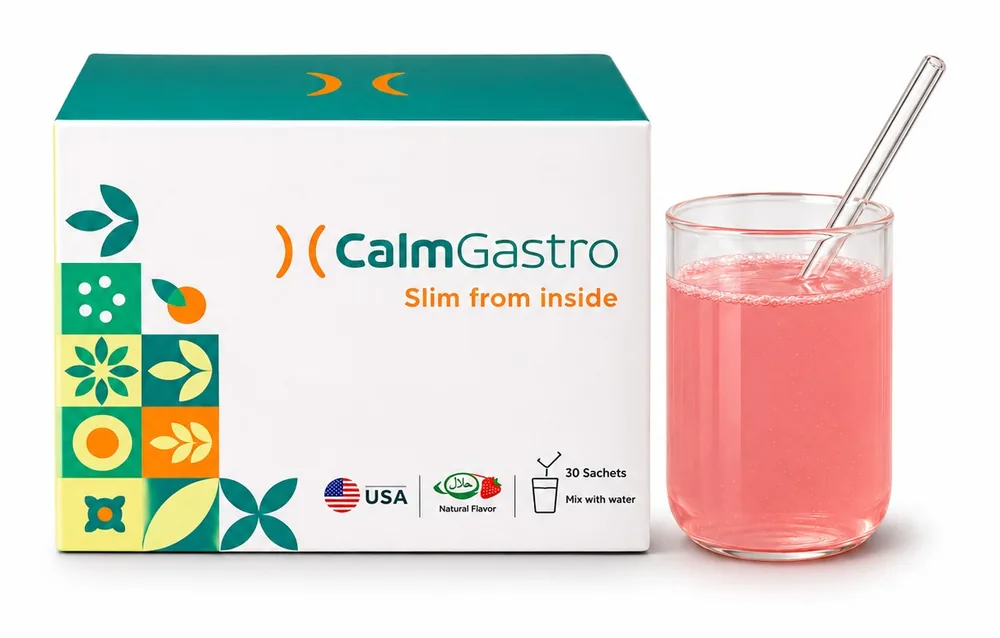 CalmGastro
Slim from inside
USA
حلال
Natural Flavor
30 Sachets
Mix with water